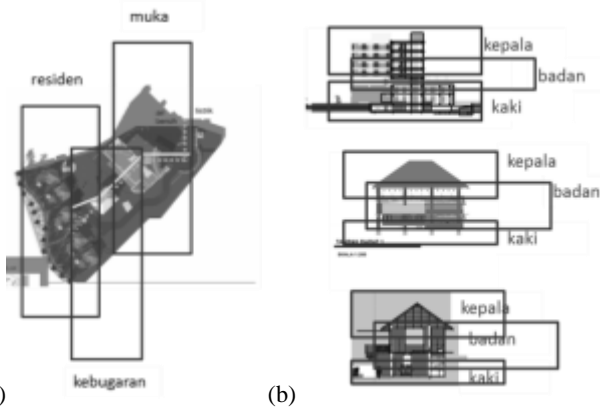 muka
residen
kebugaran
)
(b)
kepala
badan
kaki
kepala
badan
kaki
kepala
badan
kaki